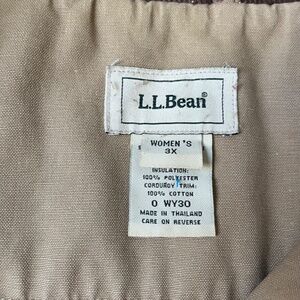 L.L.Bean®
WOMEN'S
3X
INSULATION:
100% POLYESTER
CORDUROY TRIM:
100% COTTON
0 WY30
MADE IN THAILAND
CARE ON REVERSE